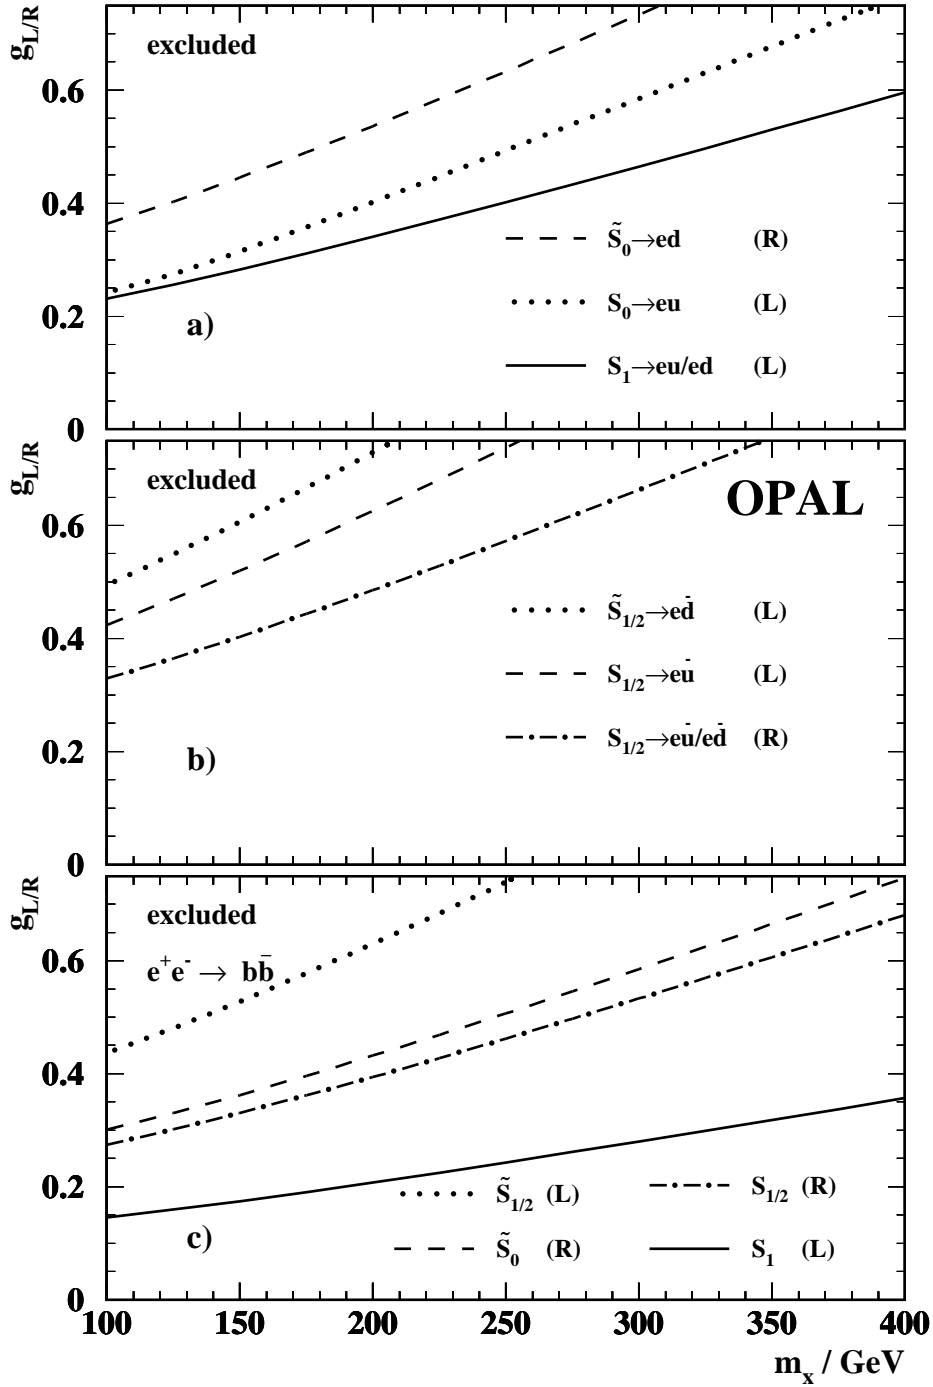 g_L/R
excluded
0.6
0.4
0.2
0
S̃_0→ed (R)
S_0→eu (L)
S_1→eu/ed (L)
a)
g_L/R
excluded
OPAL
0.6
0.4
0.2
0
S̃_1/2→ed̄ (L)
S_1/2→eū (L)
S_1/2→eū/ed̄ (R)
b)
g_L/R
excluded
e⁺e⁻→ bb̄
0.6
0.4
0.2
0
S̃_1/2 (L)
S_1/2 (R)
S̃_0 (R)
S_1 (L)
c)
100 150 200 250 300 350 400
m_x / GeV